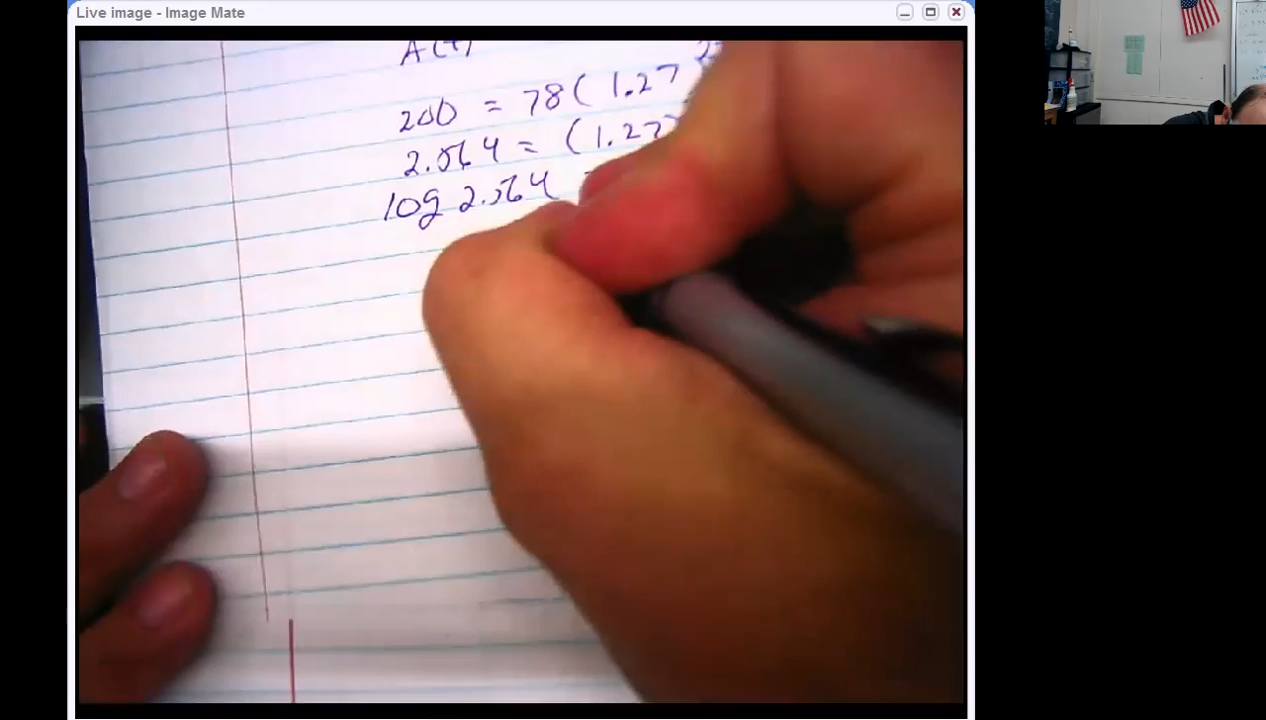 Live image - Image Mate
A(t)
200 = 78(1.27
2.564 = (1.27)
log 2.564